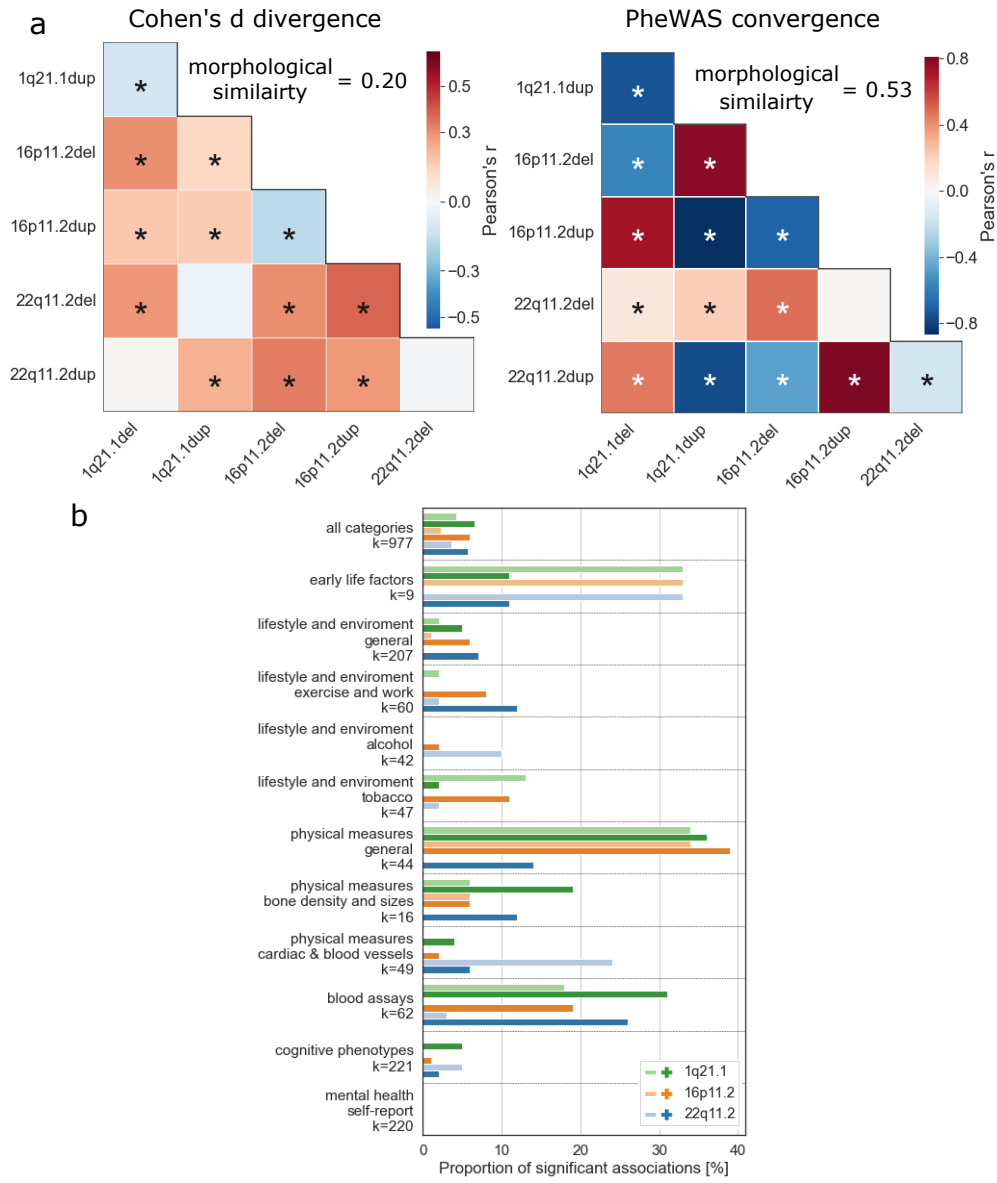 a
Cohen's d divergence
PheWAS convergence
morphological
similairty
= 0.20
1q21.1dup
16p11.2del
16p11.2dup
22q11.2del
22q11.2dup
*
*
*
*
*
*
*
*
*
*
*
*
1q21.1del
1q21.1dup
16p11.2del
16p11.2dup
22q11.2del
0.5
0.3
0.0
−0.3
−0.5
Pearson's r
morphological
similairty
= 0.53
1q21.1dup
16p11.2del
16p11.2dup
22q11.2del
22q11.2dup
*
*
*
*
*
*
*
*
*
*
*
*
*
*
1q21.1del
1q21.1dup
16p11.2del
16p11.2dup
22q11.2del
0.8
0.4
0.0
−0.4
−0.8
Pearson's r
b
all categories
k=977
early life factors
k=9
lifestyle and enviroment
general
k=207
lifestyle and enviroment
exercise and work
k=60
lifestyle and enviroment
alcohol
k=42
lifestyle and enviroment
tobacco
k=47
physical measures
general
k=44
physical measures
bone density and sizes
k=16
physical measures
cardiac & blood vessels
k=49
blood assays
k=62
cognitive phenotypes
k=221
mental health
self-report
k=220
1q21.1
16p11.2
22q11.2
0 10 20 30 40
Proportion of significant associations [%]